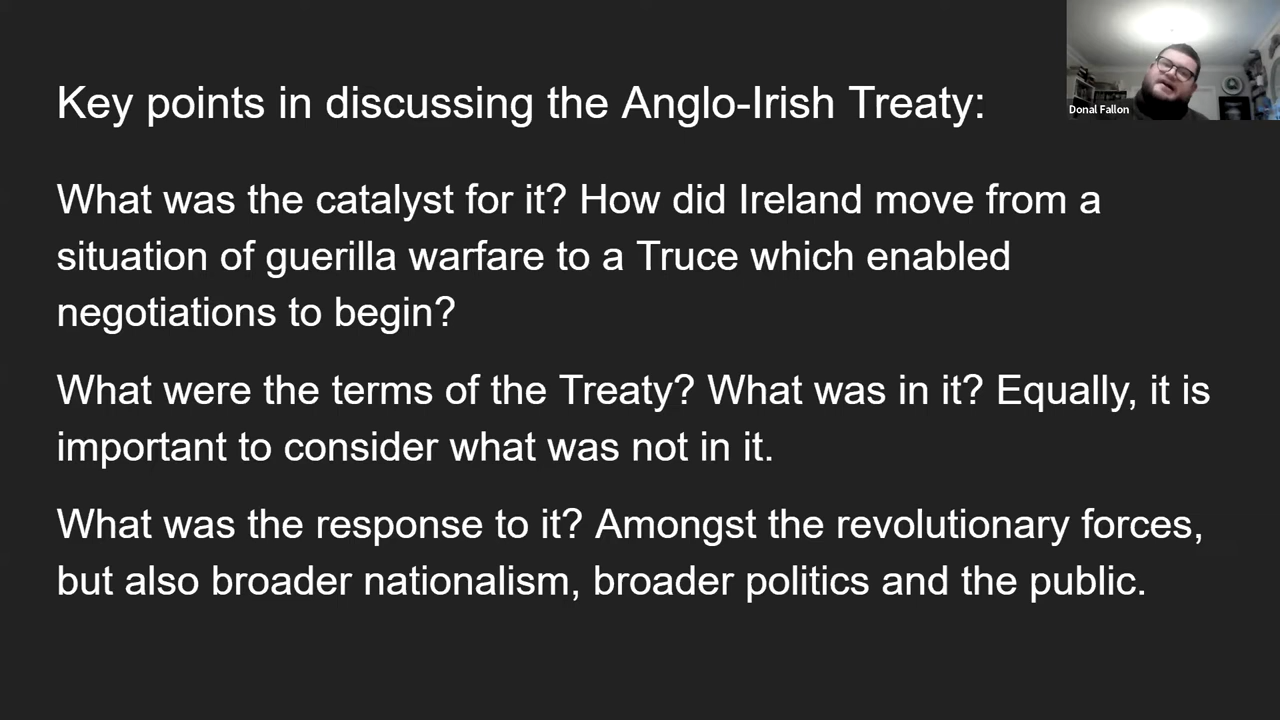 Key points in discussing the Anglo-Irish Treaty:
Donal Fallon
What was the catalyst for it? How did Ireland move from a
situation of guerilla warfare to a Truce which enabled
negotiations to begin?
What were the terms of the Treaty? What was in it? Equally, it is
important to consider what was not in it.
What was the response to it? Amongst the revolutionary forces,
but also broader nationalism, broader politics and the public.